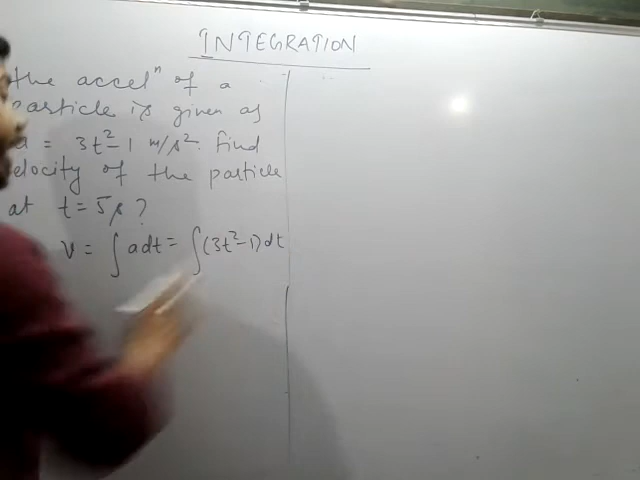 INTEGRATION
the accelⁿ of a
particle is given as
a = 3t²-1 m/s². Find
velocity of the particle
at t = 5s?
v = ∫adt = ∫(3t²-1)dt